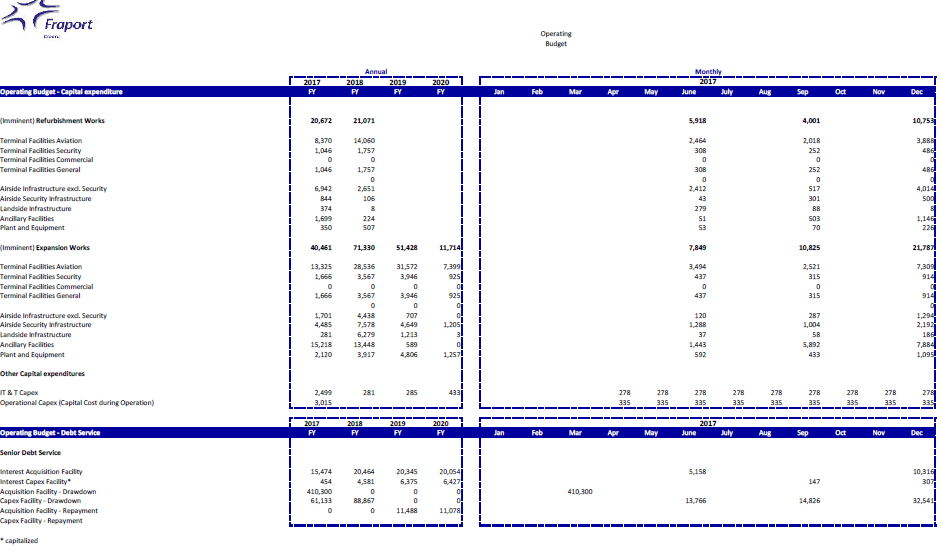 Fraport
Operating
Budget
Annual Monthly
2017 2018 2019 2020 2017
Operating Budget - Capital expenditure FY FY FY FY Jan Feb Mar Apr May June July Aug Sep Oct Nov Dec
(Imminent) Refurbishment Works 20,672 21,071 5,918 4,001 10,753
Terminal Facilities Aviation 8,370 14,060 2,464 2,018 3,888
Terminal Facilities Security 1,046 1,757 308 252 486
Terminal Facilities Commercial 0 0 0 0 0
Terminal Facilities General 1,046 1,757 308 252 486
0 0 0 0
Airside Infrastructure excl. Security 6,942 2,651 2,412 517 4,014
Airside Security Infrastructure 844 106 43 301 500
Landside Infrastructure 374 8 279 88 8
Ancillary Facilities 1,699 224 51 503 1,146
Plant and Equipment 350 507 53 70 226
(Imminent) Expansion Works 40,461 71,330 51,428 11,714 7,849 10,825 21,787
Terminal Facilities Aviation 13,325 28,536 31,572 7,399 3,494 2,521 7,309
Terminal Facilities Security 1,666 3,567 3,946 925 437 315 914
Terminal Facilities Commercial 0 0 0 0 0 0 0
Terminal Facilities General 1,666 3,567 3,946 925 437 315 914
0 0 0 0 0 0
Airside Infrastructure excl. Security 1,701 4,438 707 0 120 287 1,294
Airside Security Infrastructure 4,485 7,578 4,649 1,205 1,288 1,004 2,192
Landside Infrastructure 281 6,279 1,213 3 37 58 186
Ancillary Facilities 15,218 13,448 589 0 1,443 5,892 7,884
Plant and Equipment 2,120 3,917 4,806 1,257 592 433 1,095
Other Capital expenditures
IT & T Capex 2,499 281 285 433 278 278 278 278 278 278 278 278 278
Operational Capex (Capital Cost during Operation) 3,015 335 335 335 335 335 335 335 335 335
2017 2018 2019 2020 2017
Operating Budget - Debt Service FY FY FY FY Jan Feb Mar Apr May June July Aug Sep Oct Nov Dec
Senior Debt Service
Interest Acquisition Facility 15,474 20,464 20,345 20,054 5,158 10,316
Interest Capex Facility* 454 4,581 6,375 6,427 147 307
Acquisition Facility - Drawdown 410,300 0 0 0 410,300
Capex Facility - Drawdown 61,133 88,867 0 0 13,766 14,826 32,541
Acquisition Facility - Repayment 0 0 11,488 11,078
Capex Facility - Repayment
* capitalized